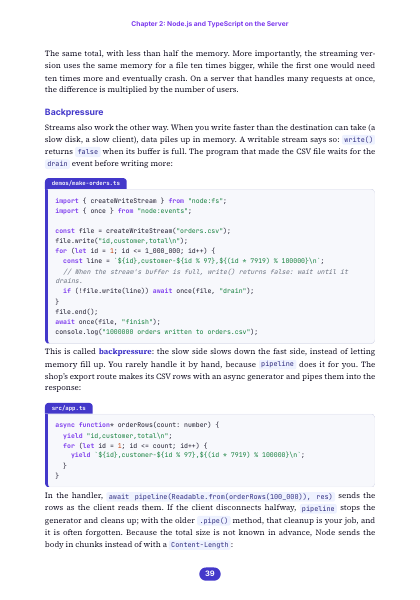 Chapter 2: Node.js and TypeScript on the Server
The same total, with less than half the memory. More importantly, the streaming ver-
sion uses the same memory for a file ten times bigger, while the first one would need
ten times more and eventually crash. On a server that handles many requests at once,
the difference is multiplied by the number of users.
Backpressure
Streams also work the other way. When you write faster than the destination can take (a
slow disk, a slow client), data piles up in memory. A writable stream says so: write()
returns false when its buffer is full. The program that made the CSV file waits for the
drain event before writing more:
demos/make-orders.ts
import { createWriteStream } from "node:fs";
import { once } from "node:events";
const file = createWriteStream("orders.csv");
file.write("id,customer,total\n");
for (let id = 1; id <= 1_000_000; id++) {
const line = `${id},customer-${id % 97},${(id * 7919) % 100000}\n`;
// When the stream's buffer is full, write() returns false: wait until it
drains.
if (!file.write(line)) await once(file, "drain");
}
file.end();
await once(file, "finish");
console.log("1000000 orders written to orders.csv");
This is called backpressure: the slow side slows down the fast side, instead of letting
memory fill up. You rarely handle it by hand, because pipeline does it for you. The
shop's export route makes its CSV rows with an async generator and pipes them into the
response:
src/app.ts
async function* orderRows(count: number) {
yield "id,customer,total\n";
for (let id = 1; id <= count; id++) {
yield `${id},customer-${id % 97},${(id * 7919) % 100000}\n`;
}
}
In the handler, await pipeline(Readable.from(orderRows(100_000)), res) sends the
rows as the client reads them. If the client disconnects halfway, pipeline stops the
generator and cleans up; with the older .pipe() method, that cleanup is your job, and
it is often forgotten. Because the total size is not known in advance, Node sends the
body in chunks instead of with a Content-Length:
39